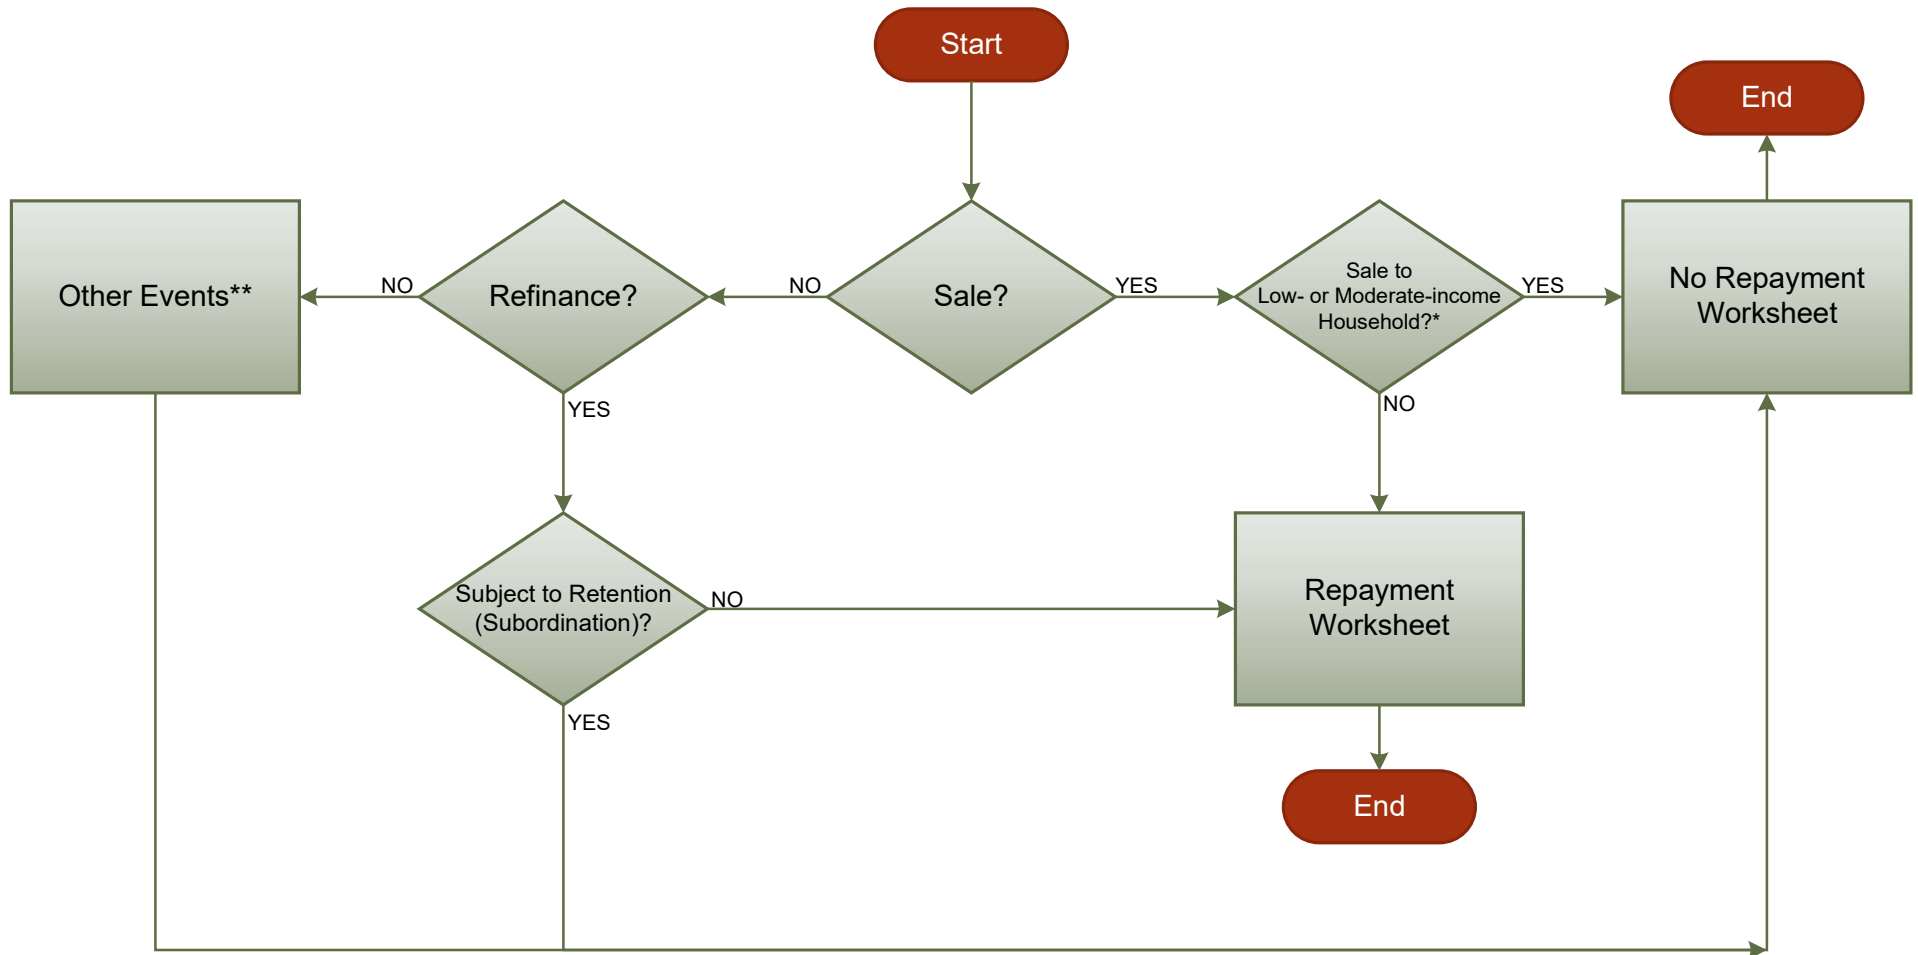 Start
End
Other Events**
NO
Refinance?
NO
Sale?
YES
Sale to
Low- or Moderate-income
Household?*
YES
No Repayment
Worksheet
YES
NO
Subject to Retention
(Subordination)?
NO
Repayment
Worksheet
YES
End